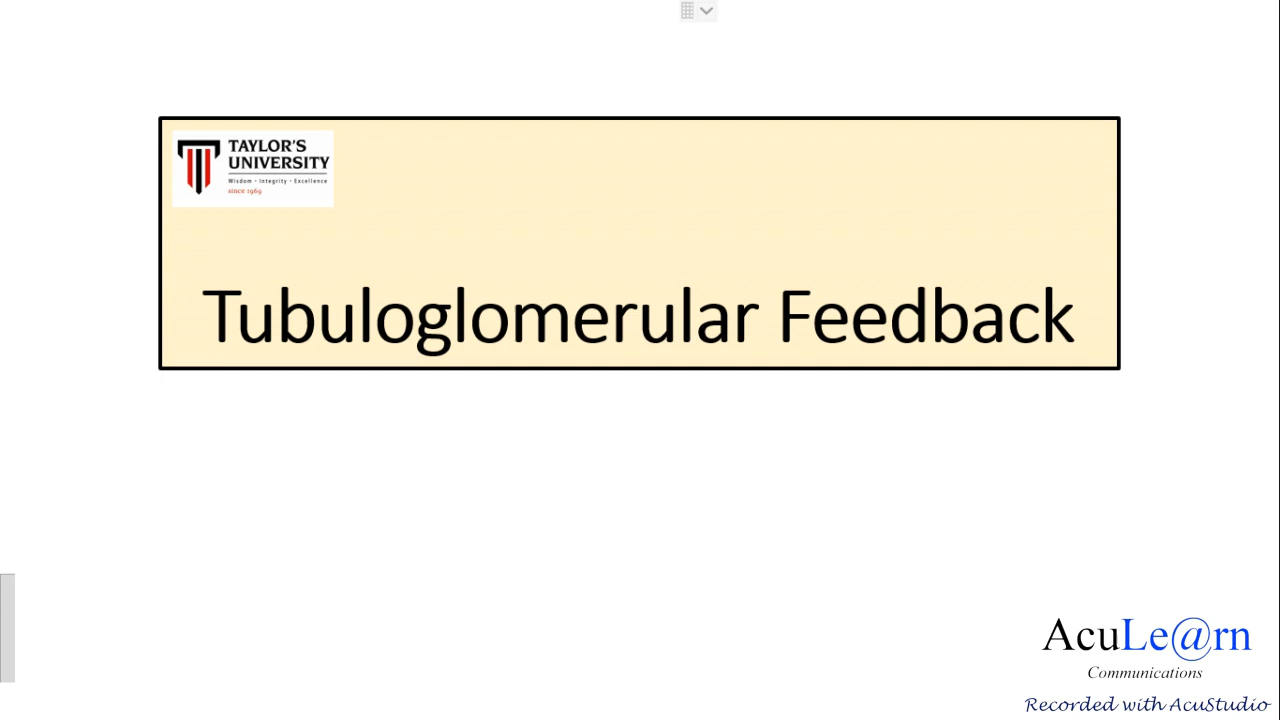 TAYLOR'S
UNIVERSITY
Wisdom · Integrity · Excellence
since 1969
Tubuloglomerular Feedback
AcuLe@rn
Communications
Recorded with AcuStudio